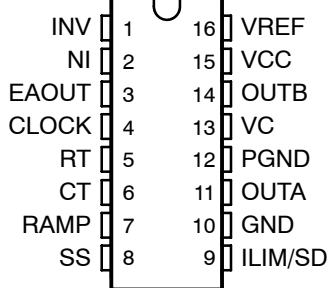 INV 1 16 VREF
NI 2 15 VCC
EAOUT 3 14 OUTB
CLOCK 4 13 VC
RT 5 12 PGND
CT 6 11 OUTA
RAMP 7 10 GND
SS 8 9 ILIM/SD